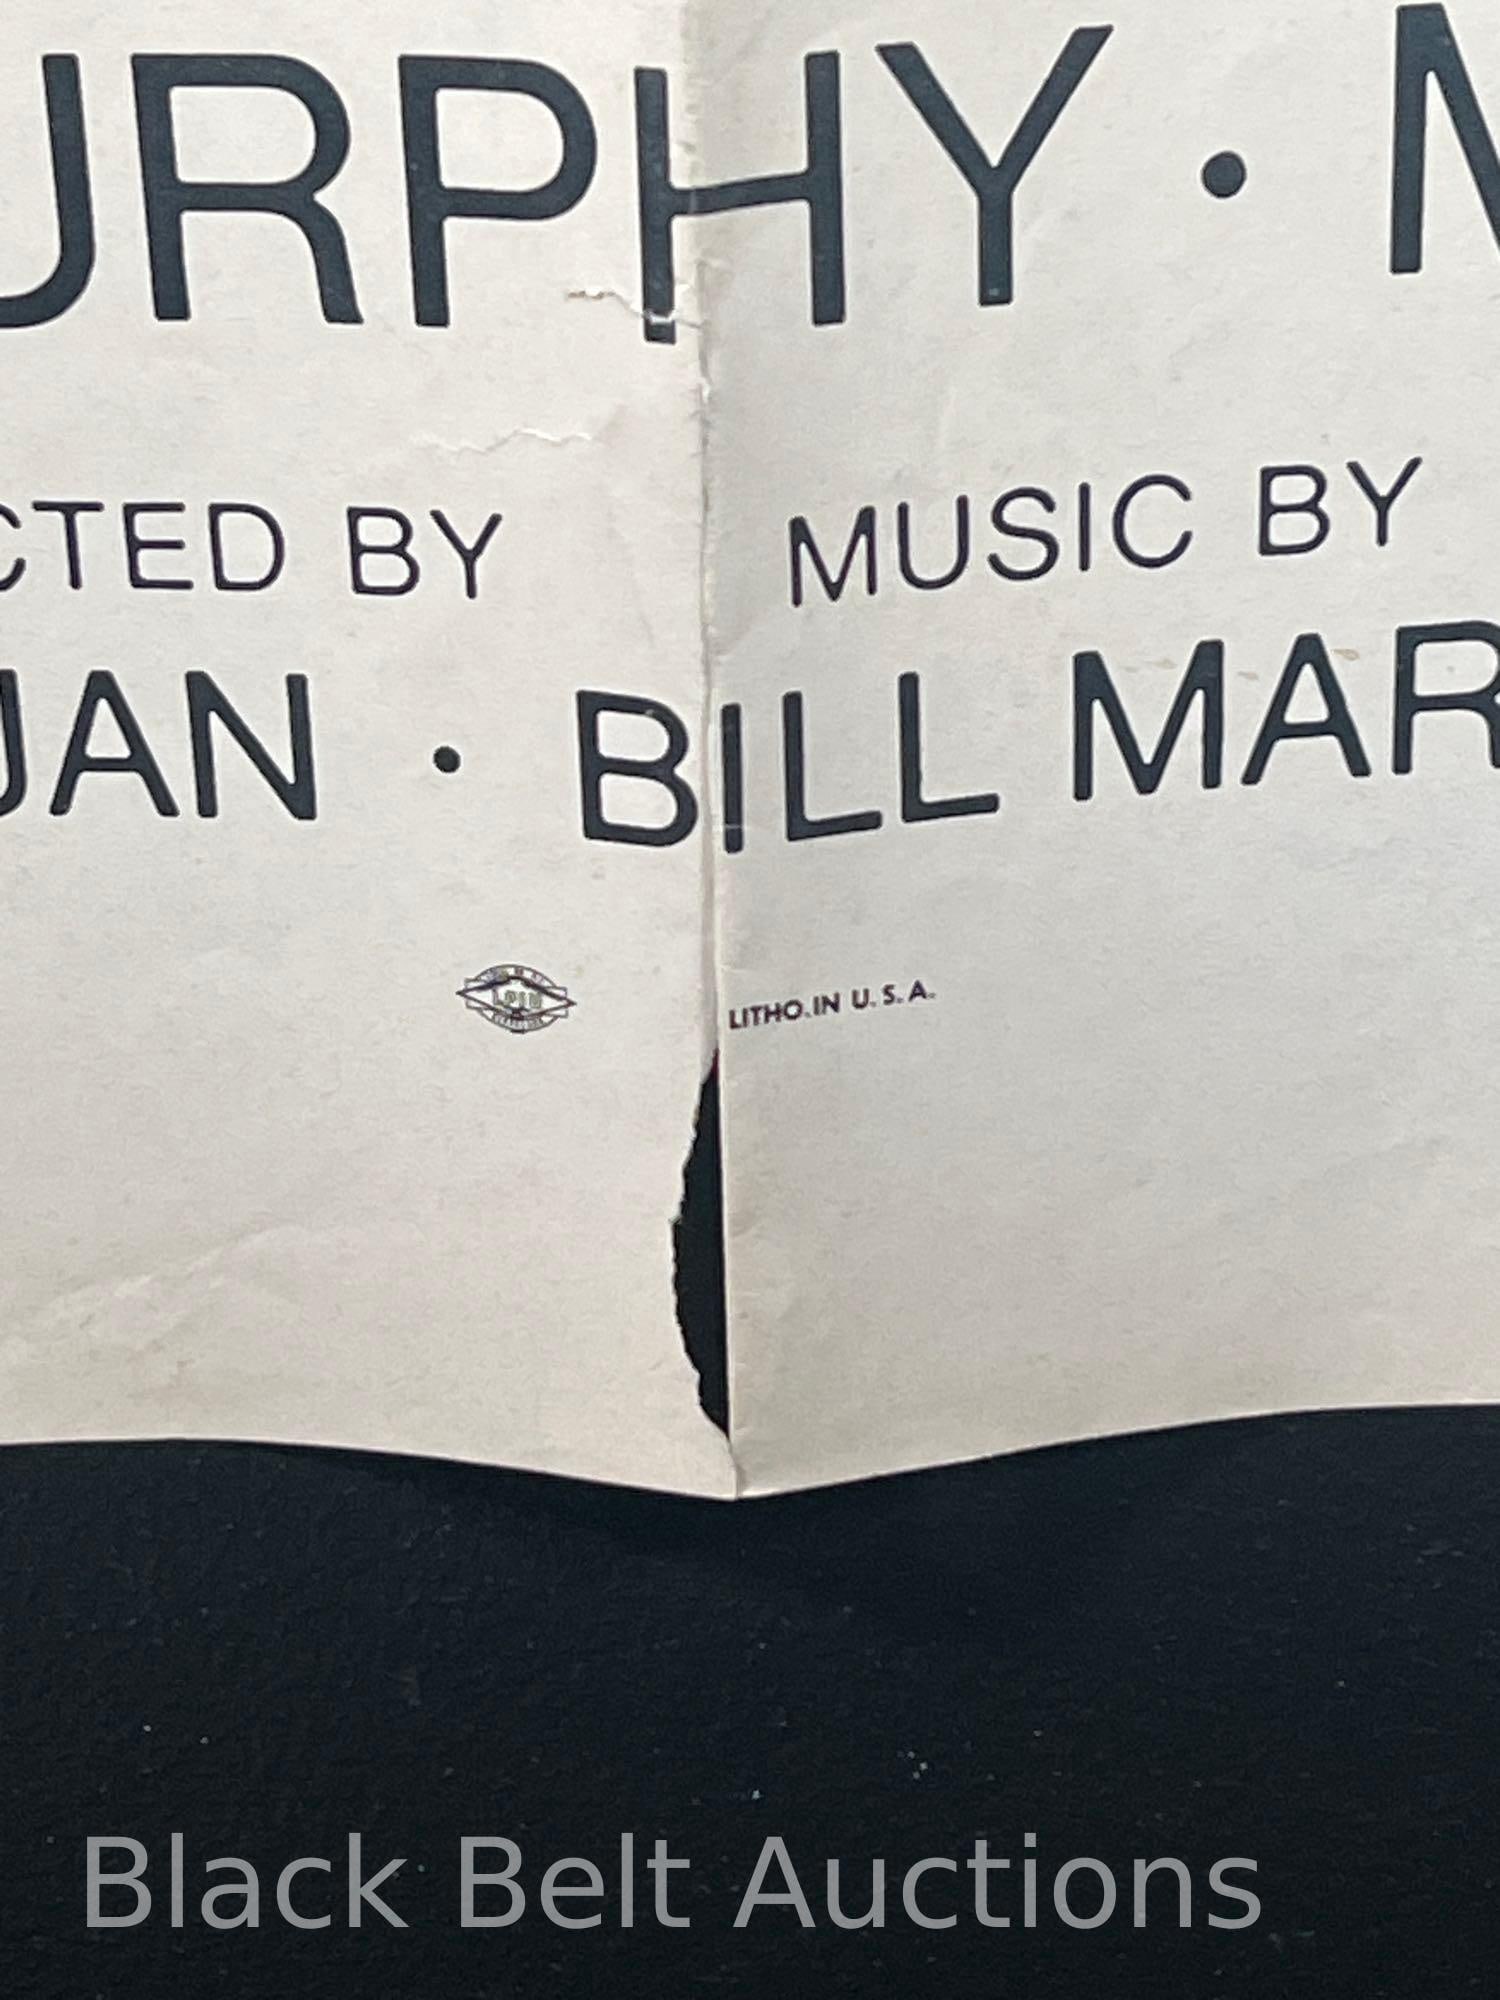 URPHY · M
CTED BY MUSIC BY
JAN · BILL MAR
LITHO. IN U. S. A.
Black Belt Auctions